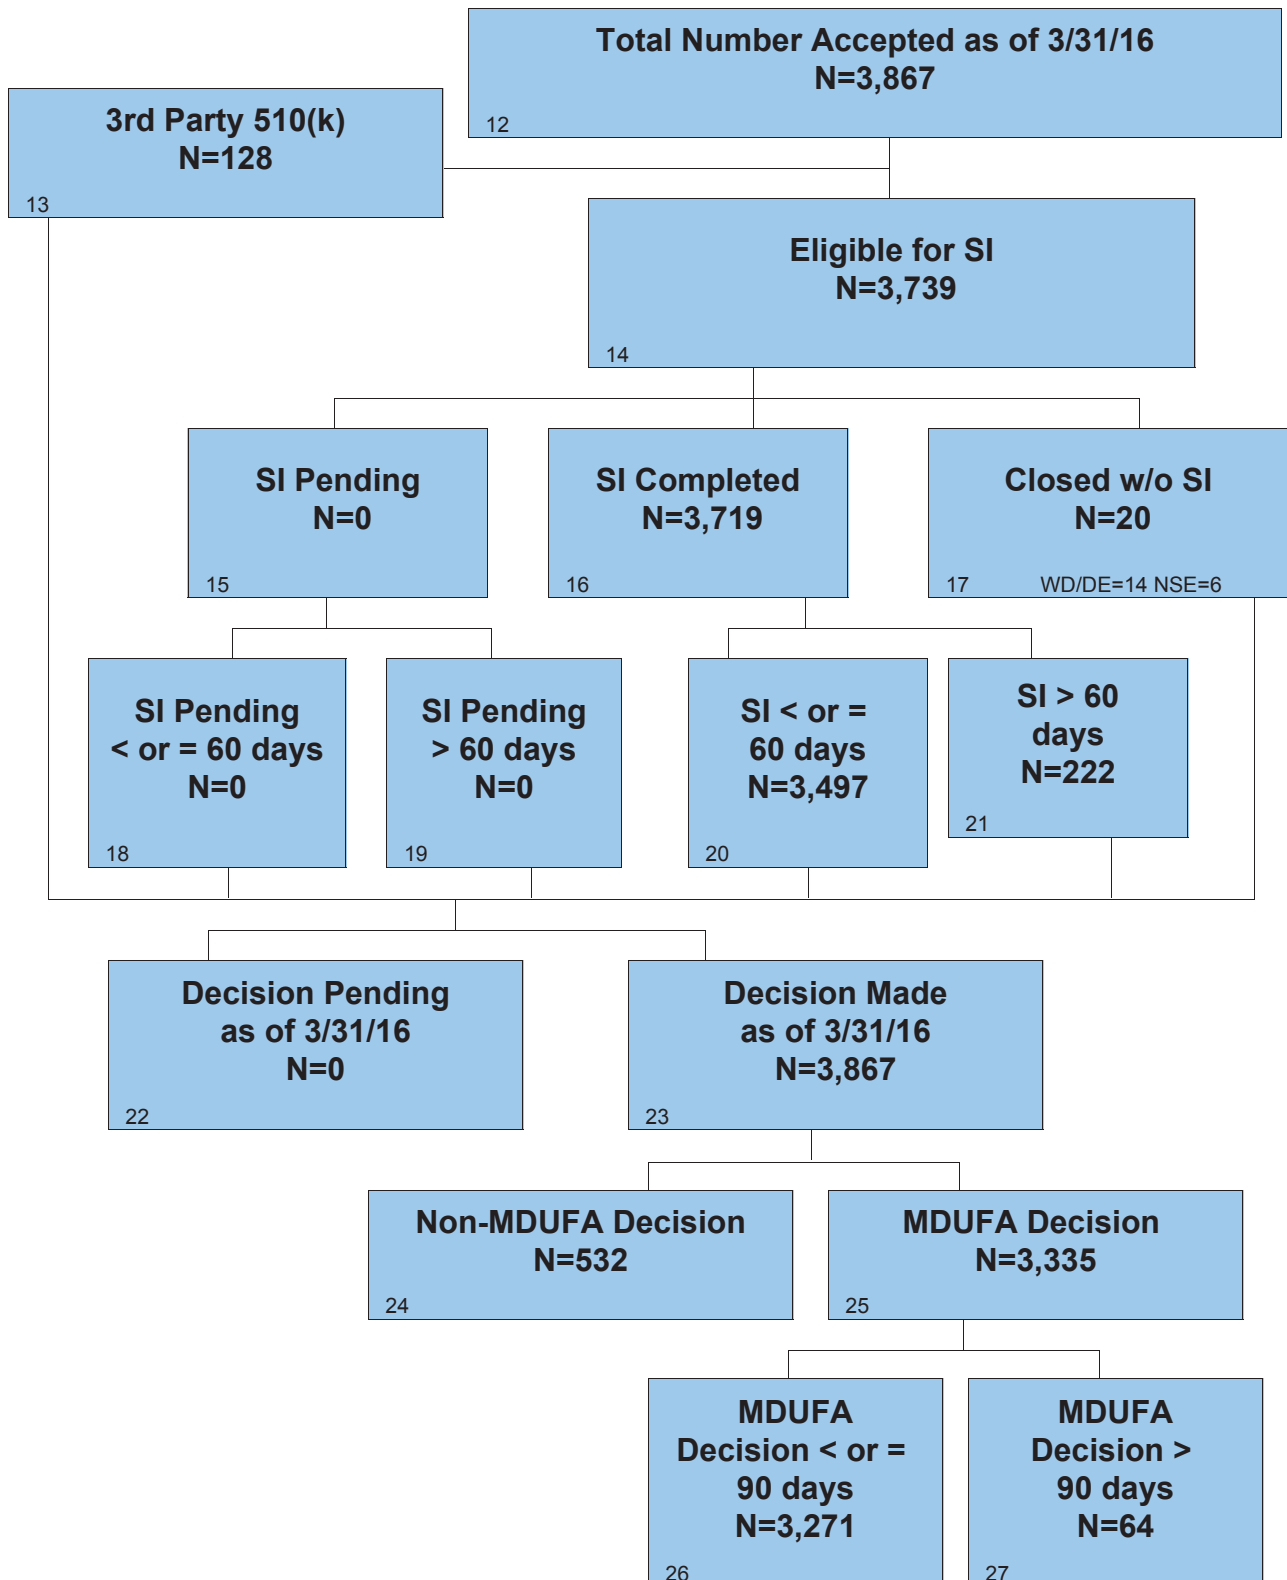 Total Number Accepted as of 3/31/16
N=3,867
12
3rd Party 510(k)
N=128
13
Eligible for SI
N=3,739
14
SI Pending
N=0
15
SI Completed
N=3,719
16
Closed w/o SI
N=20
17 WD/DE=14 NSE=6
SI Pending
< or = 60 days
N=0
18
SI Pending
> 60 days
N=0
19
SI < or =
60 days
N=3,497
20
SI > 60
days
N=222
21
Decision Pending
as of 3/31/16
N=0
22
Decision Made
as of 3/31/16
N=3,867
23
Non-MDUFA Decision
N=532
24
MDUFA Decision
N=3,335
25
MDUFA
Decision < or =
90 days
N=3,271
26
MDUFA
Decision >
90 days
N=64
27